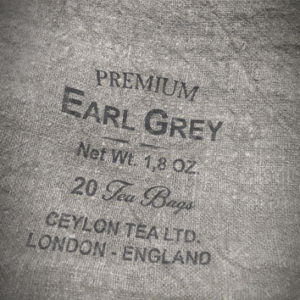 PREMIUM
EARL GREY
Net Wt. 1,8 OZ.
20 Tea Bags
CEYLON TEA LTD.
LONDON - ENGLAND